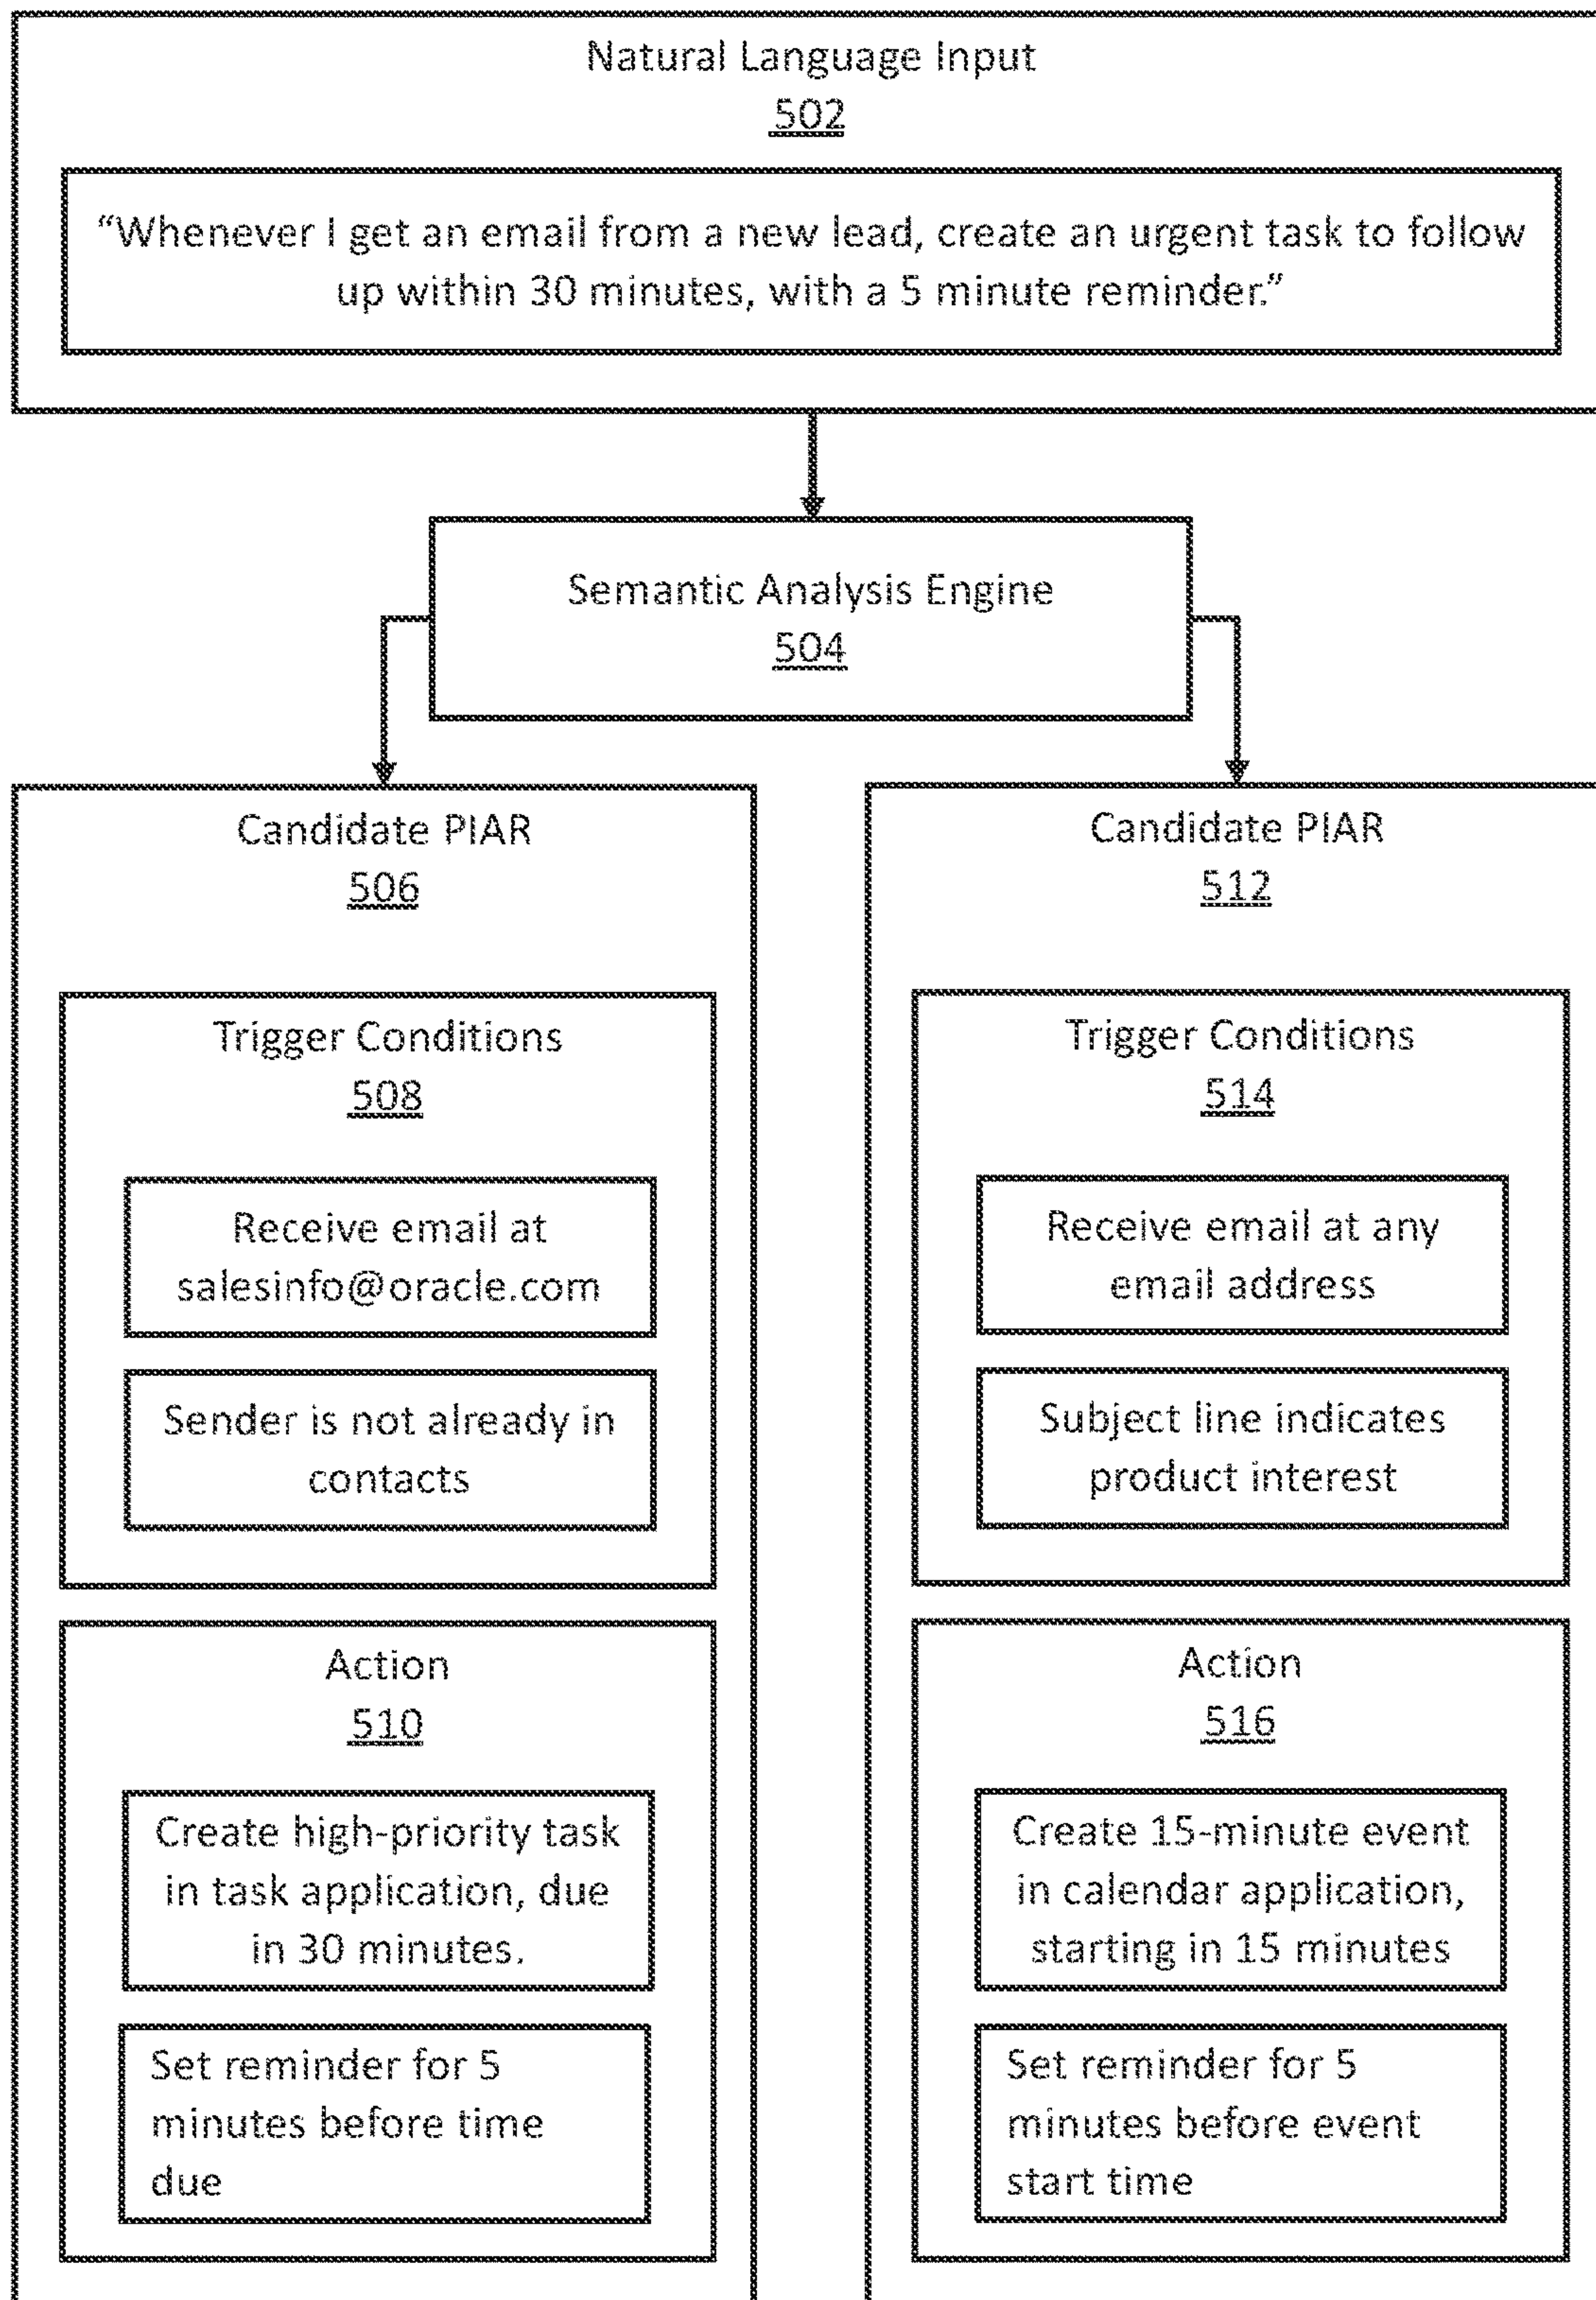 Natural Language Input
502
“Whenever I get an email from a new lead, create an urgent task to follow
up within 30 minutes, with a 5 minute reminder.”
Semantic Analysis Engine
504
Candidate PIAR
506
Trigger Conditions
508
Receive email at
salesinfo@oracle.com
Sender is not already in
contacts
Action
510
Create high-priority task
in task application, due
in 30 minutes.
Set reminder for 5
minutes before time
due
Candidate PIAR
512
Trigger Conditions
514
Receive email at any
email address
Subject line indicates
product interest
Action
516
Create 15-minute event
in calendar application,
starting in 15 minutes
Set reminder for 5
minutes before event
start time